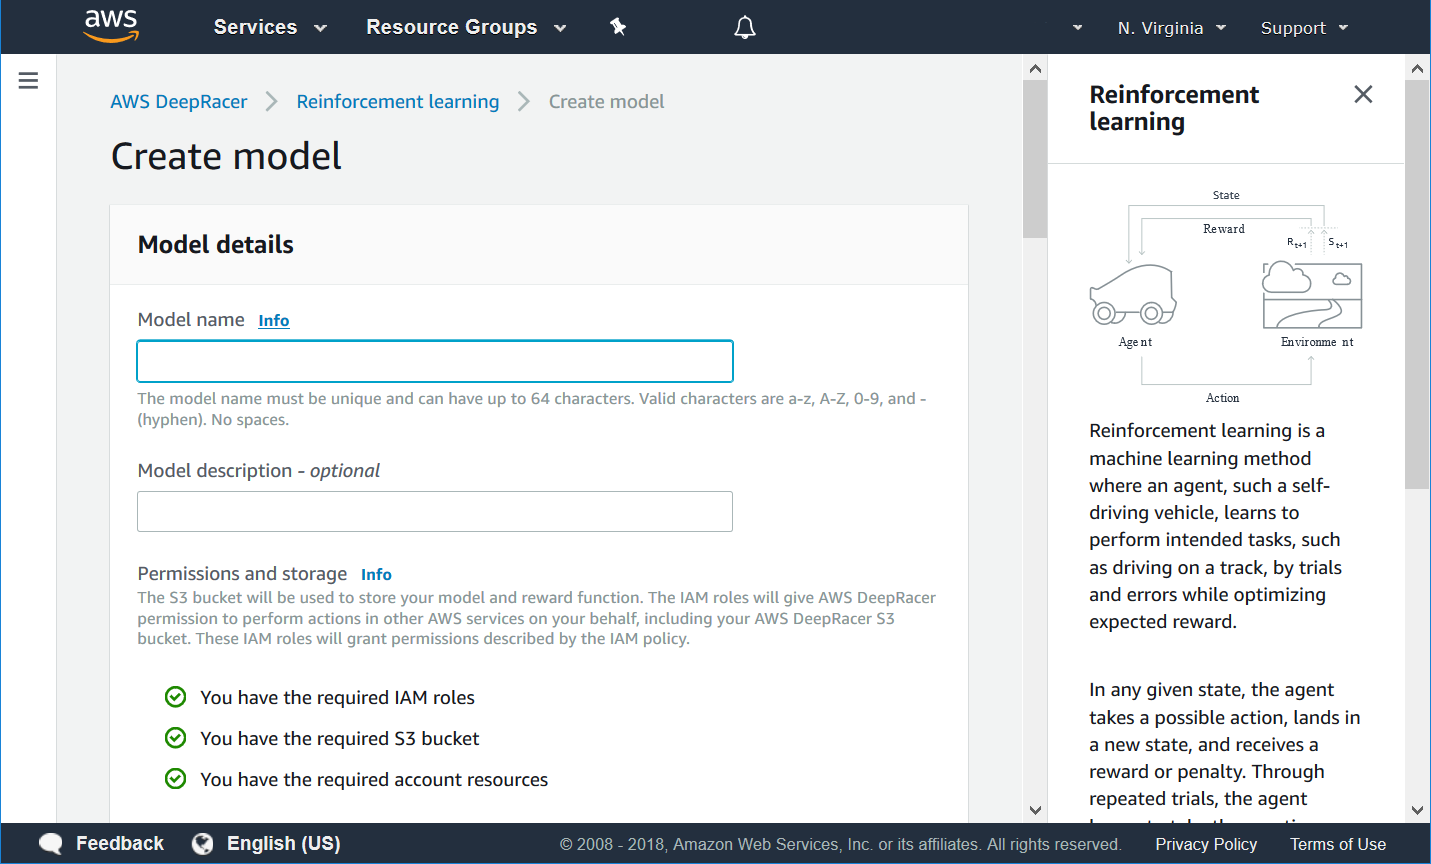 aws
Services
Resource Groups
N. Virginia
Support
AWS DeepRacer
Reinforcement learning
Create model
Create model
Model details
Model name Info
The model name must be unique and can have up to 64 characters. Valid characters are a-z, A-Z, 0-9, and -
(hyphen). No spaces.
Model description - optional
Permissions and storage Info
The S3 bucket will be used to store your model and reward function. The IAM roles will give AWS DeepRacer
permission to perform actions in other AWS services on your behalf, including your AWS DeepRacer S3
bucket. These IAM roles will grant permissions described by the IAM policy.
You have the required IAM roles
You have the required S3 bucket
You have the required account resources
Reinforcement
learning
State
Reward
R t+1
S t+1
Agent
Environment
Action
Reinforcement learning is a
machine learning method
where an agent, such a self-
driving vehicle, learns to
perform intended tasks, such
as driving on a track, by trials
and errors while optimizing
expected reward.
In any given state, the agent
takes a possible action, lands in
a new state, and receives a
reward or penalty. Through
repeated trials, the agent
Feedback
English (US)
© 2008 - 2018, Amazon Web Services, Inc. or its affiliates. All rights reserved.
Privacy Policy
Terms of Use